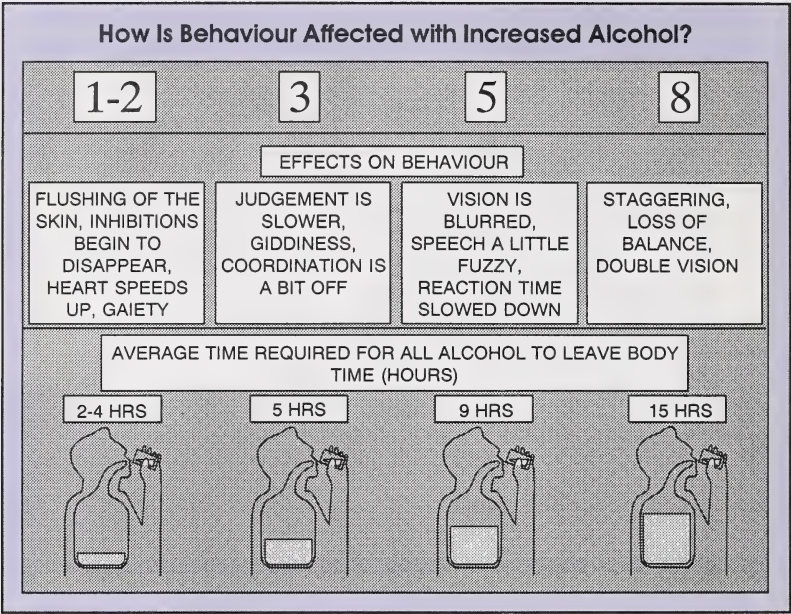 How Is Behaviour Affected with Increased Alcohol?
1-2
3
5
8
EFFECTS ON BEHAVIOUR
FLUSHING OF THE
SKIN, INHIBITIONS
BEGIN TO
DISAPPEAR,
HEART SPEEDS
UP, GAIETY
JUDGEMENT IS
SLOWER,
GIDDINESS,
COORDINATION IS
A BIT OFF
VISION IS
BLURRED,
SPEECH A LITTLE
FUZZY,
REACTION TIME
SLOWED DOWN
STAGGERING,
LOSS OF
BALANCE,
DOUBLE VISION
AVERAGE TIME REQUIRED FOR ALL ALCOHOL TO LEAVE BODY
TIME (HOURS)
2-4 HRS
5 HRS
9 HRS
15 HRS